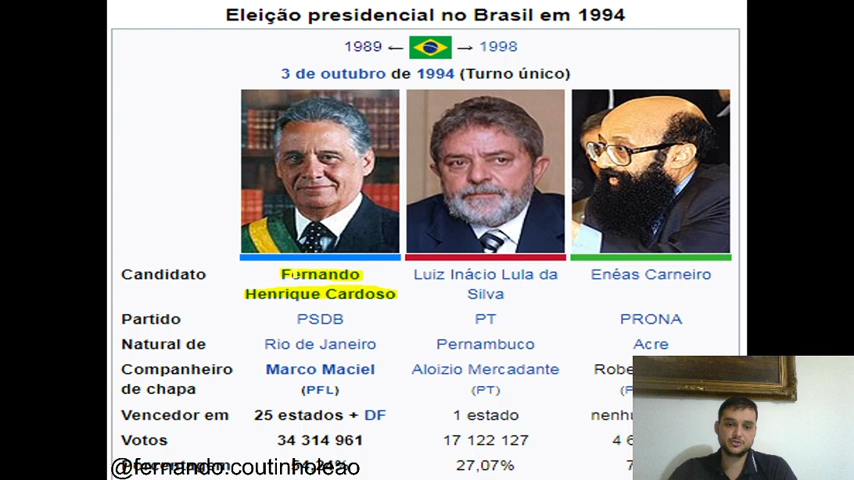 Eleição presidencial no Brasil em 1994
1989 ← → 1998
3 de outubro de 1994 (Turno único)
Candidato Fernando Henrique Cardoso Luiz Inácio Lula da Silva Enéas Carneiro
Partido PSDB PT PRONA
Natural de Rio de Janeiro Pernambuco Acre
Companheiro de chapa Marco Maciel (PFL) Aloizio Mercadante (PT)
Vencedor em 25 estados + DF 1 estado
Votos 34 314 961 17 122 127
27,07%
@fernando.coutinholeao